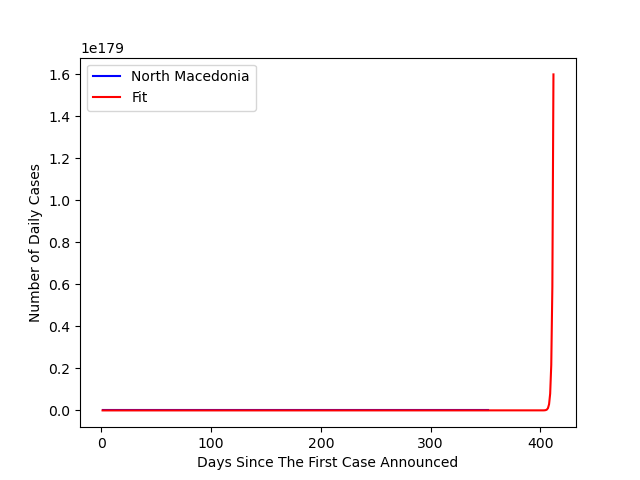 1e179
North Macedonia
Fit
1.6
1.4
1.2
1.0
0.8
0.6
0.4
0.2
0.0
Number of Daily Cases
0 100 200 300 400
Days Since The First Case Announced